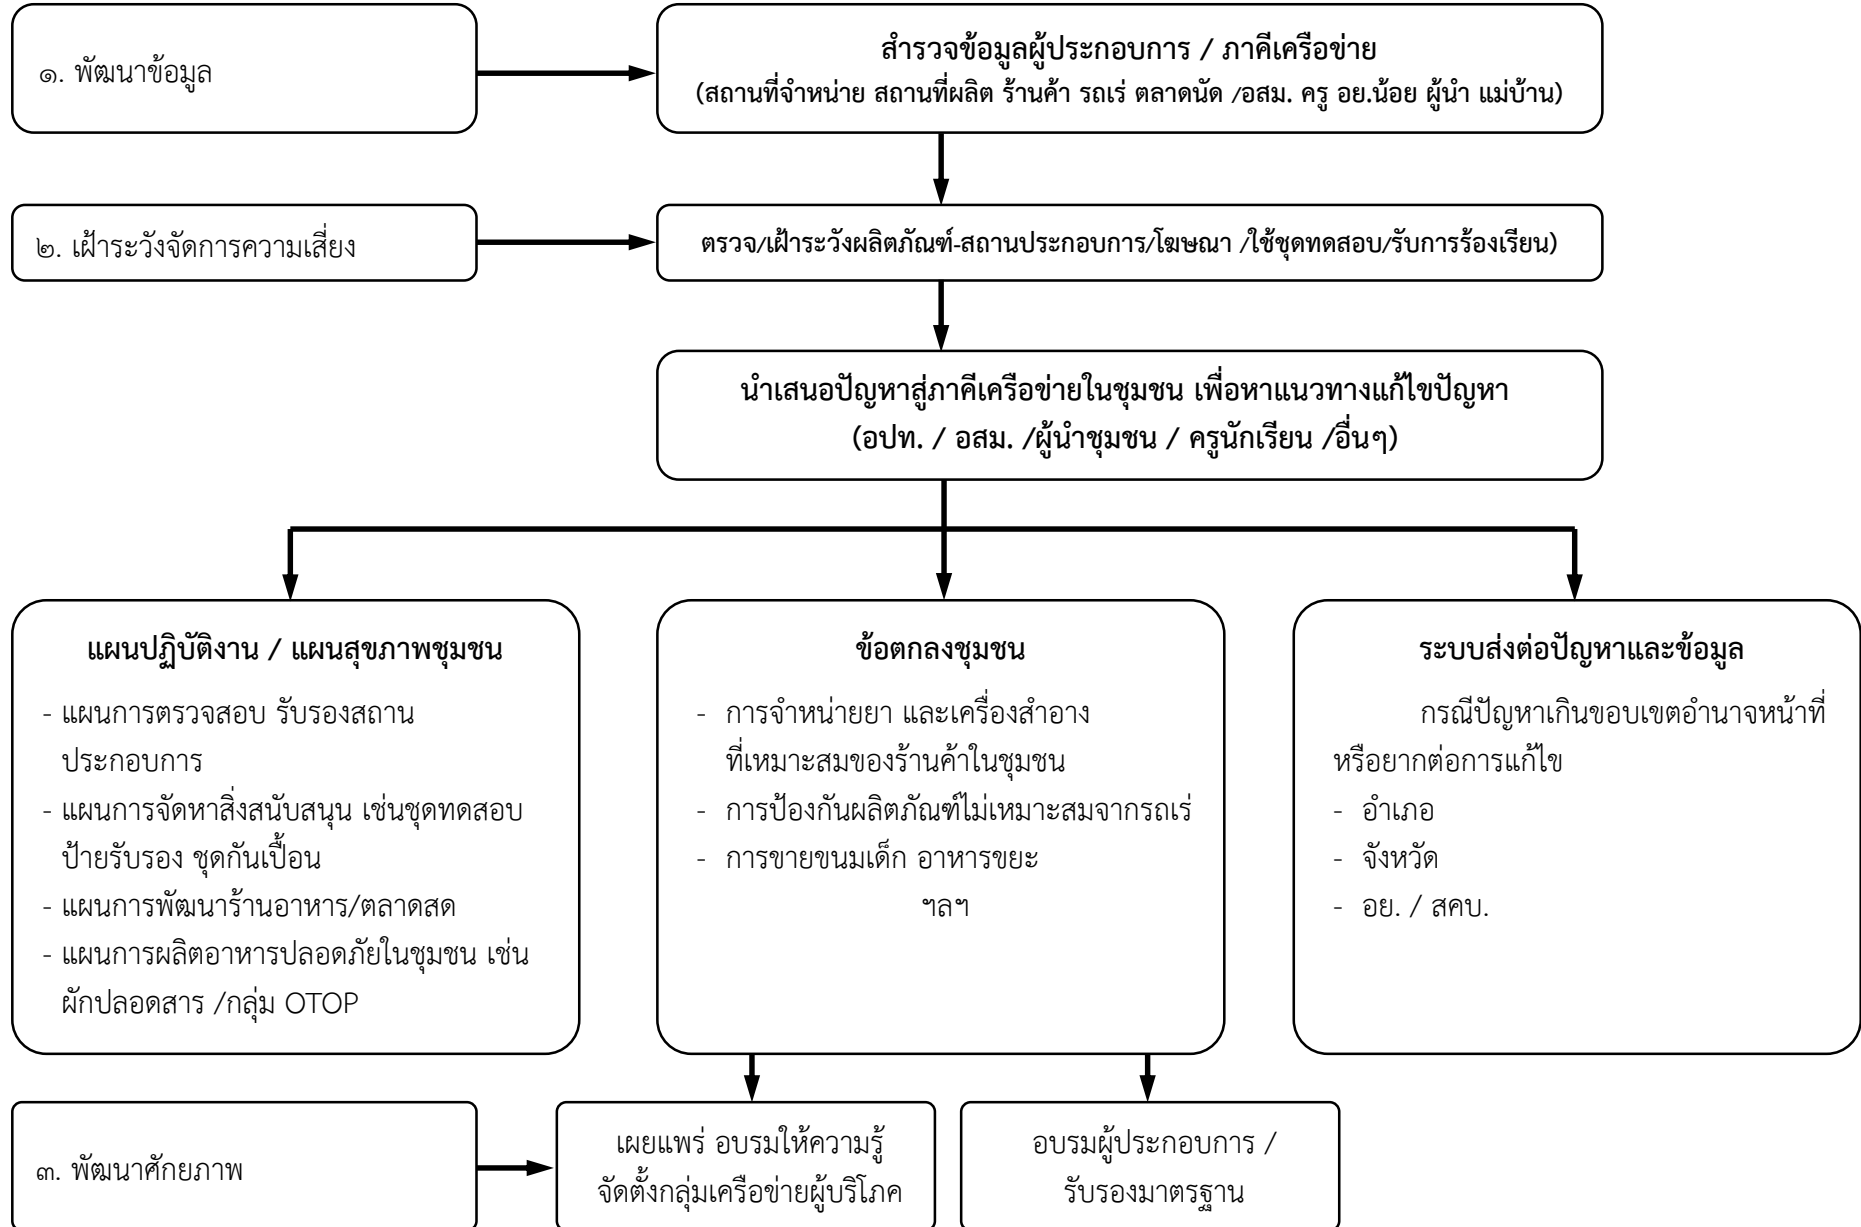 ๑. พัฒนาข้อมูล
สำรวจข้อมูลผู้ประกอบการ / ภาคีเครือข่าย
(สถานที่จำหน่าย สถานที่ผลิต ร้านค้า รถเร่ ตลาดนัด /อสม. ครู อย.น้อย ผู้นำ แม่บ้าน)
๒. เฝ้าระวังจัดการความเสี่ยง
ตรวจ/เฝ้าระวังผลิตภัณฑ์-สถานประกอบการ/โฆษณา /ใช้ชุดทดสอบ/รับการร้องเรียน)
นำเสนอปัญหาสู่ภาคีเครือข่ายในชุมชน เพื่อหาแนวทางแก้ไขปัญหา
(อปท. / อสม. /ผู้นำชุมชน / ครูนักเรียน /อื่นๆ)
แผนปฏิบัติงาน / แผนสุขภาพชุมชน
- แผนการตรวจสอบ รับรองสถาน
ประกอบการ
- แผนการจัดหาสิ่งสนับสนุน เช่นชุดทดสอบ
ป้ายรับรอง ชุดกันเปื้อน
- แผนการพัฒนาร้านอาหาร/ตลาดสด
- แผนการผลิตอาหารปลอดภัยในชุมชน เช่น
ผักปลอดสาร /กลุ่ม OTOP
ข้อตกลงชุมชน
- การจำหน่ายยา และเครื่องสำอาง
ที่เหมาะสมของร้านค้าในชุมชน
- การป้องกันผลิตภัณฑ์ไม่เหมาะสมจากรถเร่
- การขายขนมเด็ก อาหารขยะ
ฯลฯ
ระบบส่งต่อปัญหาและข้อมูล
กรณีปัญหาเกินขอบเขตอำนาจหน้าที่
หรือยากต่อการแก้ไข
- อำเภอ
- จังหวัด
- อย. / สคบ.
๓. พัฒนาศักยภาพ
เผยแพร่ อบรมให้ความรู้
จัดตั้งกลุ่มเครือข่ายผู้บริโภค
อบรมผู้ประกอบการ /
รับรองมาตรฐาน